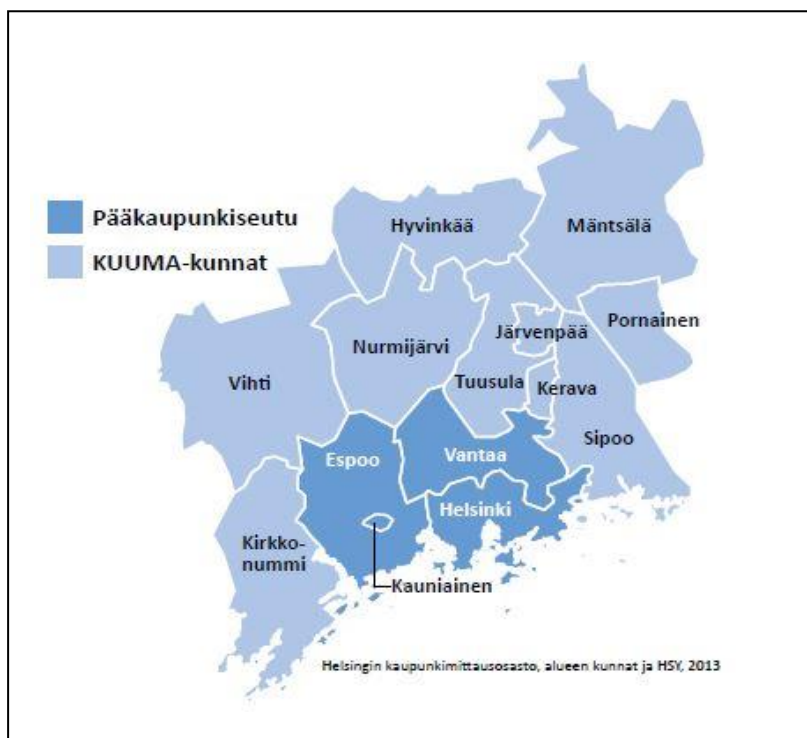 Pääkaupunkiseutu
KUUMA-kunnat
Hyvinkää
Mäntsälä
Pornainen
Järvenpää
Nurmijärvi
Vihti
Tuusula
Kerava
Sipoo
Espoo
Vantaa
Helsinki
Kirkko-
nummi
Kauniainen
Helsingin kaupunkimittausosasto, alueen kunnat ja HSY, 2013